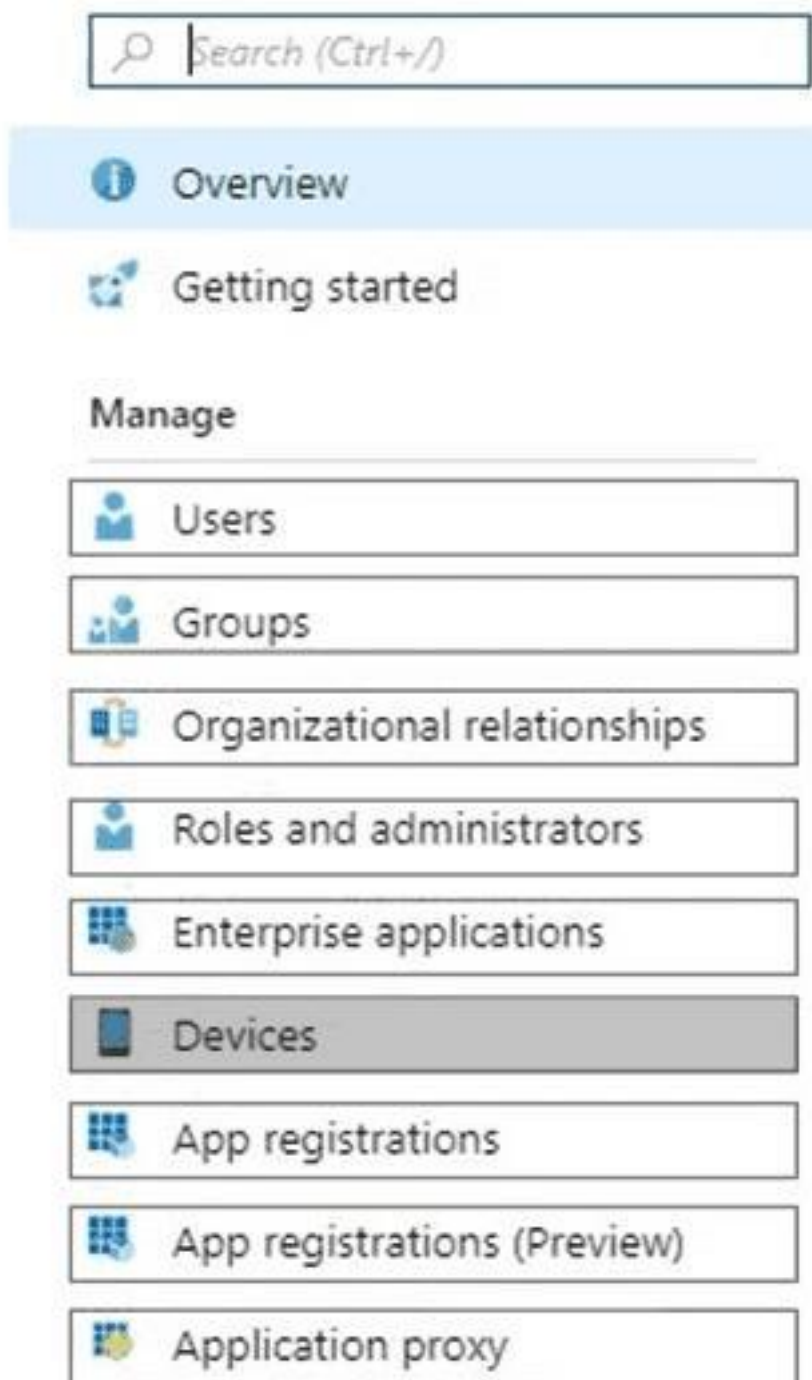 Search (Ctrl+/)
Overview
Getting started
Manage
Users
Groups
Organizational relationships
Roles and administrators
Enterprise applications
Devices
App registrations
App registrations (Preview)
Application proxy